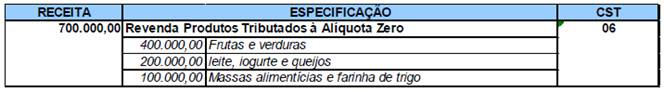 RECEITA ESPECIFICAÇÃO CST
700.000,00 Revenda Produtos Tributados à Alíquota Zero 06
400.000,00 Frutas e verduras
200.000,00 leite, iogurte e queijos
100.000,00 Massas alimentícias e farinha de trigo